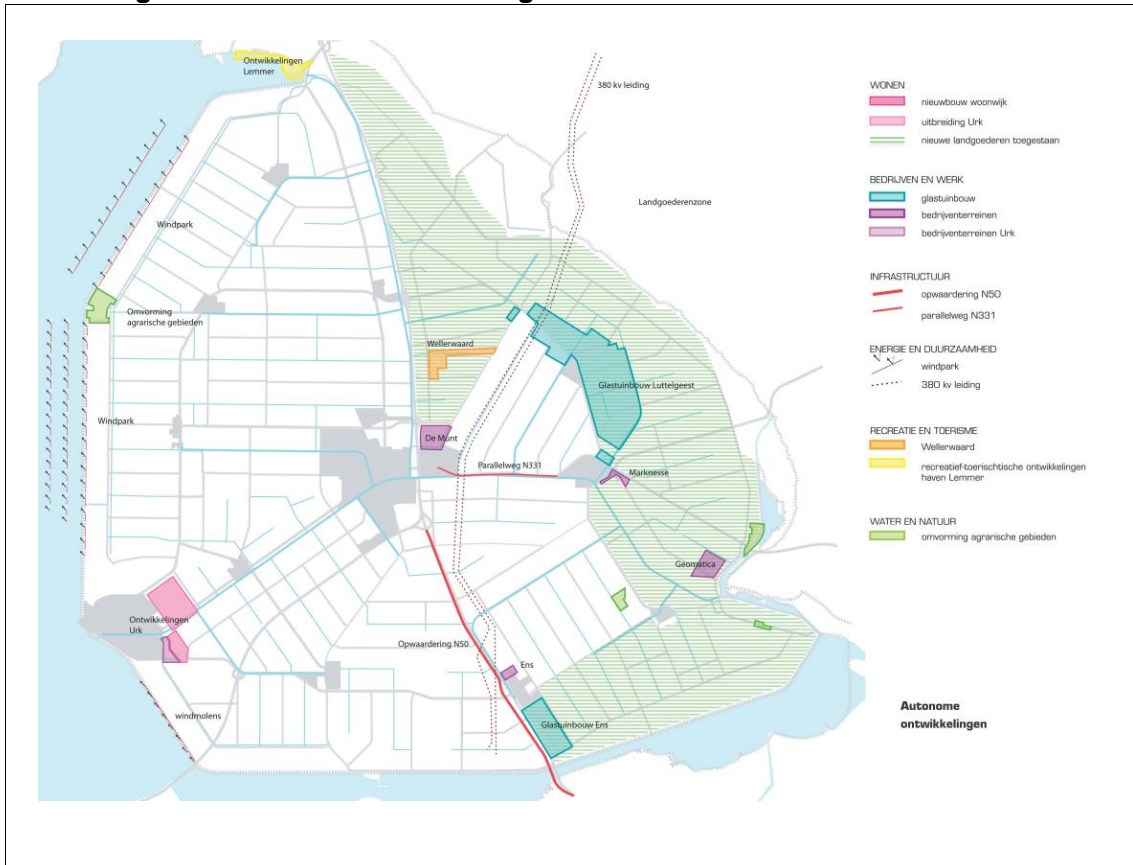 Ontwikkelingen
Lemmer
380 kv leiding
Landgoederenzone
Windpark
Omvorming
agrarische gebieden
Wellerwaard
Glastuinbouw Luttelgeest
Windpark
De Munt
Parallelweg N331
Marknesse
Geomatica
Ontwikkelingen
Urk
Opwaardering N50
Ens
windmolens
Glastuinbouw Ens
WONEN
nieuwbouw woonwijk
uitbreiding Urk
nieuwe landgoederen toegestaan
BEDRIJVEN EN WERK
glastuinbouw
bedrijventerreinen
bedrijventerreinen Urk
INFRASTRUCTUUR
opwaardering N50
parallelweg N331
ENERGIE EN DUURZAAMHEID
windpark
380 kv leiding
RECREATIE EN TOERISME
Wellerwaard
recreatief-toerischtische ontwikkelingen
haven Lemmer
WATER EN NATUUR
omvorming agrarische gebieden
Autonome
ontwikkelingen